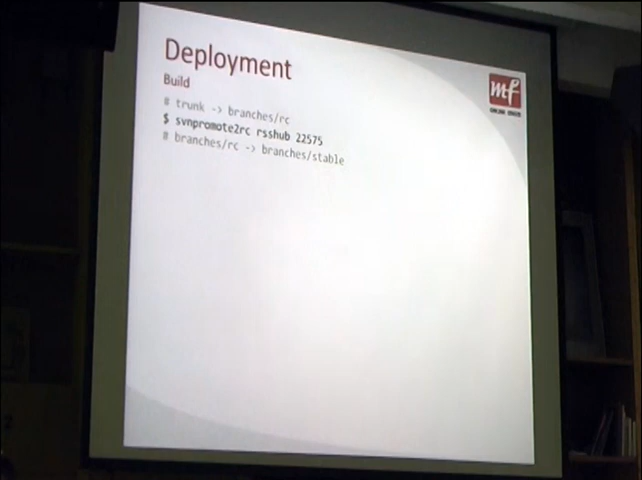 Deployment
Build
# trunk -> branches/rc
$ svnpromote2rc rsshub 22575
# branches/rc -> branches/stable
mf